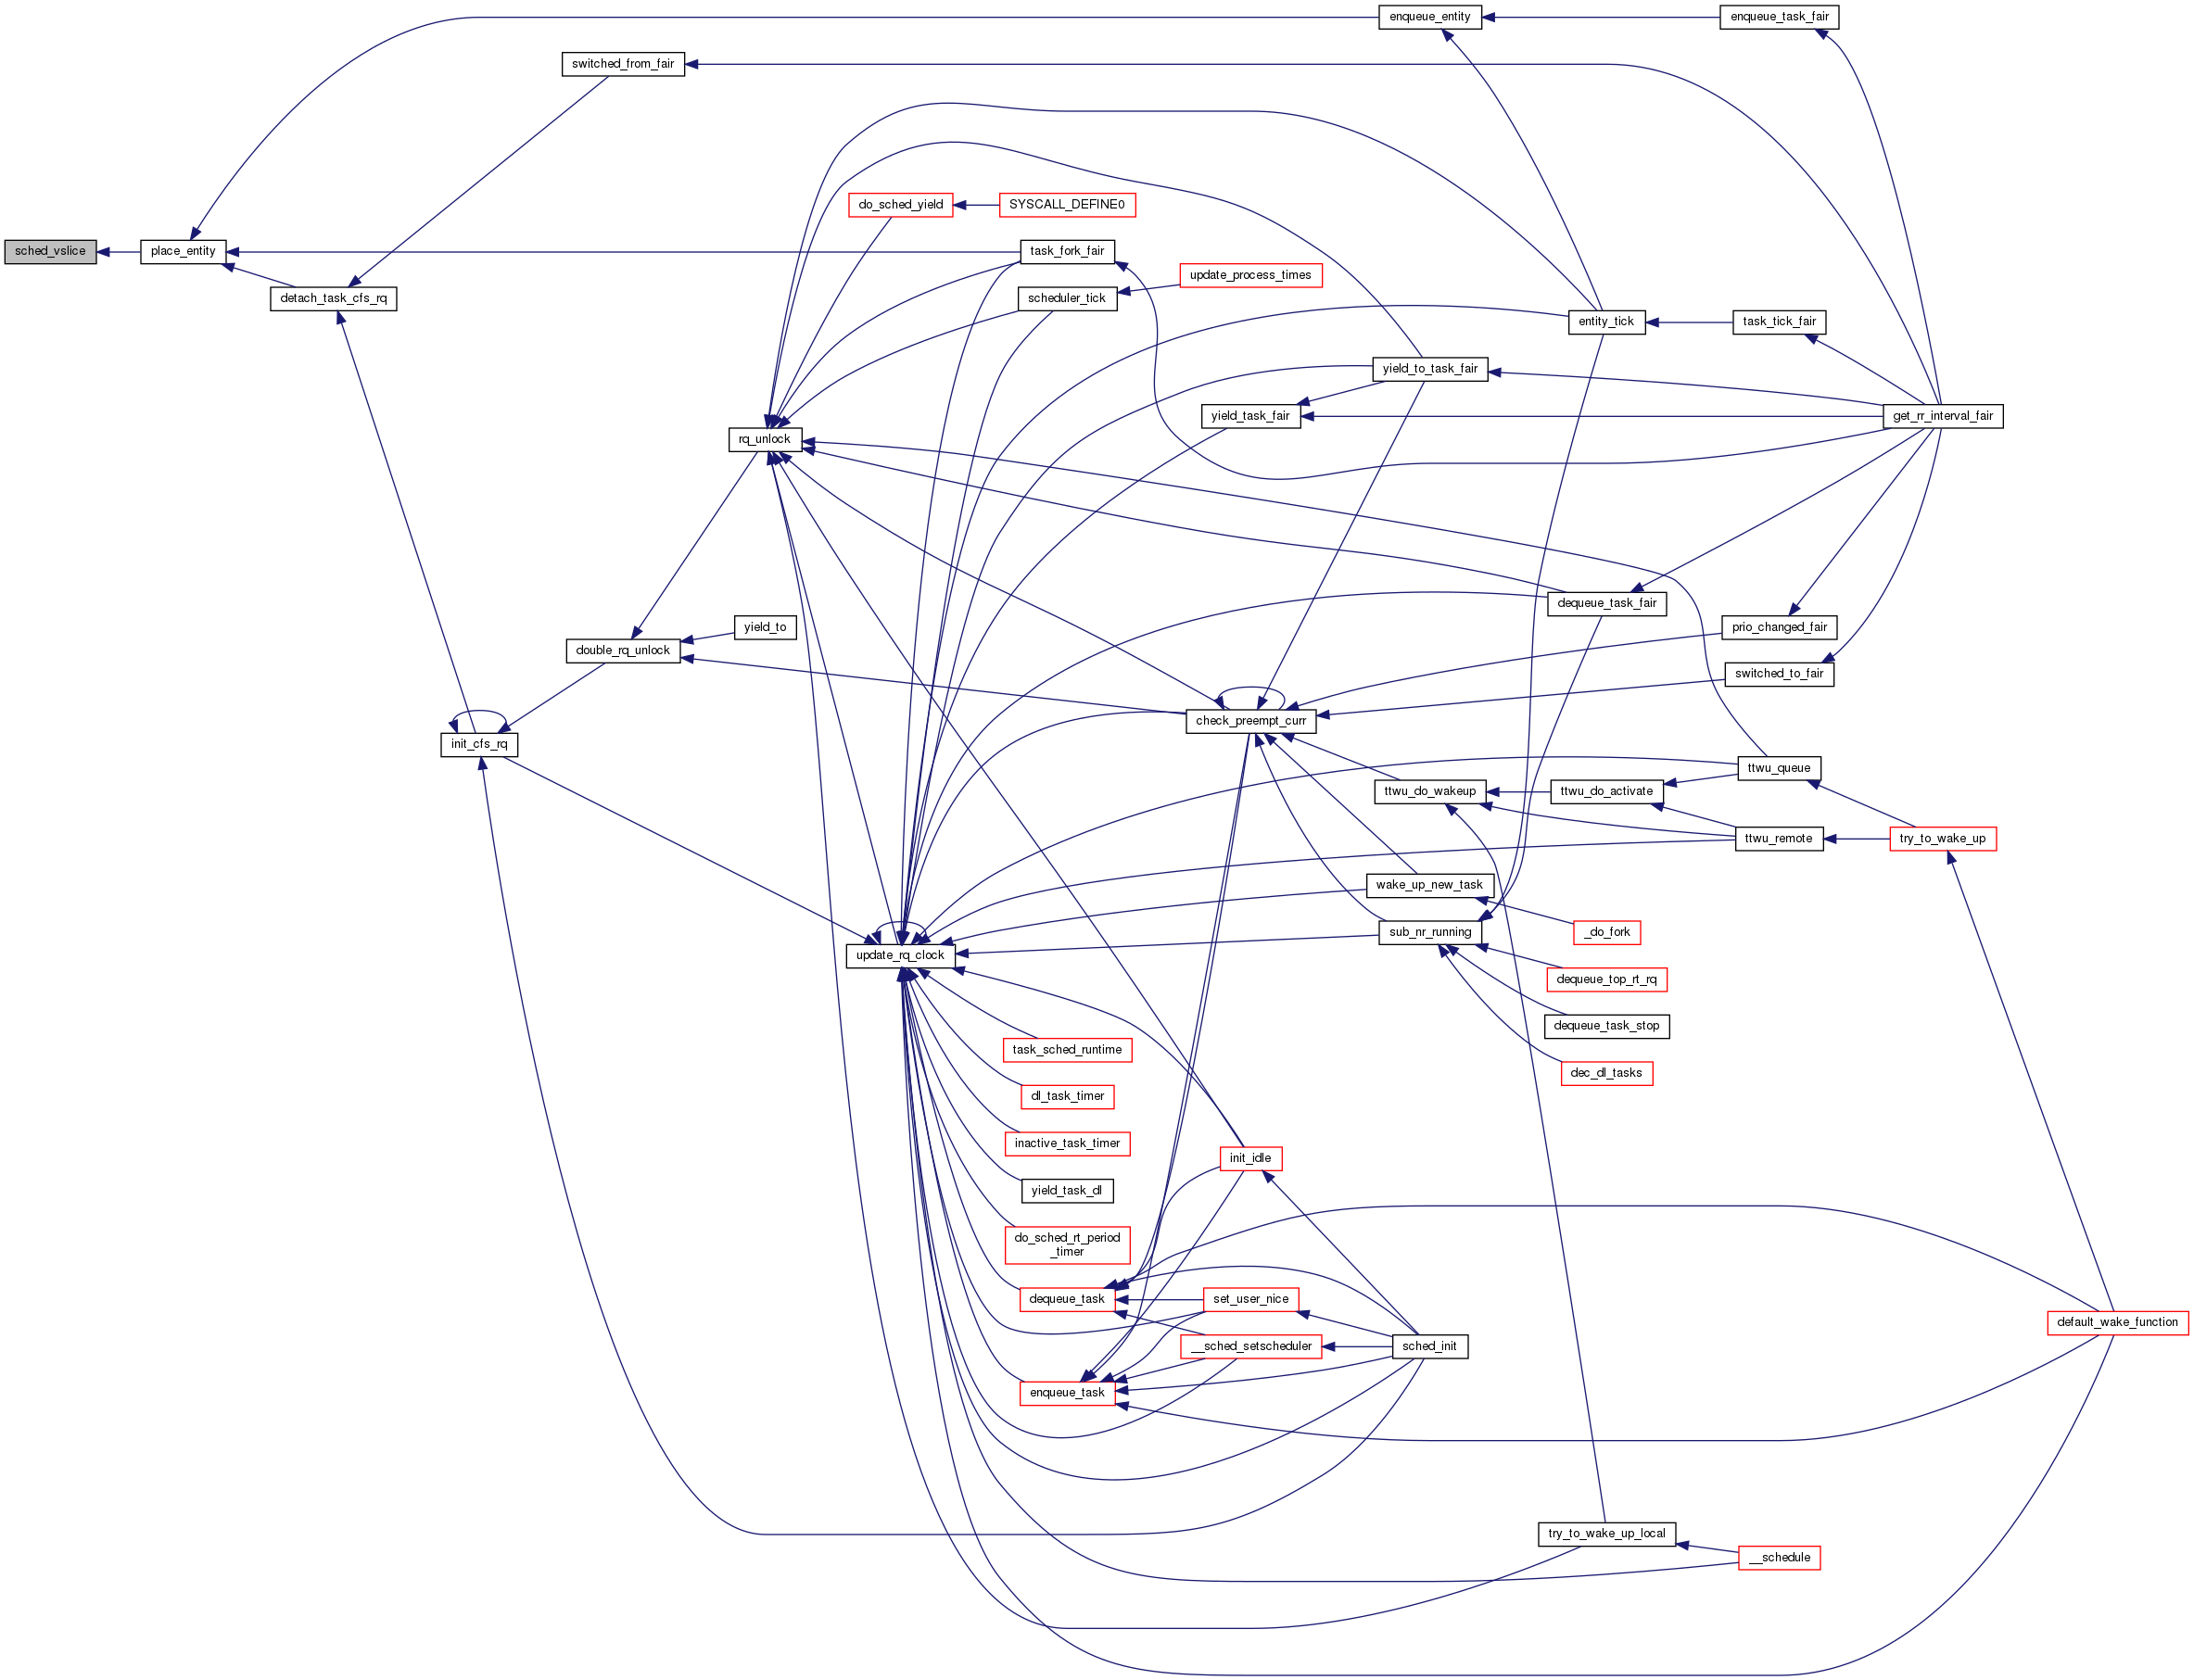 enqueue_entity
enqueue_task_fair
switched_from_fair
do_sched_yield
SYSCALL_DEFINE0
sched_vslice
place_entity
task_fork_fair
update_process_times
detach_task_cfs_rq
scheduler_tick
entity_tick
task_tick_fair
yield_to_task_fair
yield_task_fair
get_rr_interval_fair
rq_unlock
dequeue_task_fair
yield_to
prio_changed_fair
double_rq_unlock
switched_to_fair
check_preempt_curr
init_cfs_rq
ttwu_queue
ttwu_do_wakeup
ttwu_do_activate
ttwu_remote
try_to_wake_up
wake_up_new_task
sub_nr_running
_do_fork
update_rq_clock
dequeue_top_rt_rq
dequeue_task_stop
task_sched_runtime
dec_dl_tasks
dl_task_timer
inactive_task_timer
init_idle
yield_task_dl
do_sched_rt_period
_timer
dequeue_task
set_user_nice
default_wake_function
__sched_setscheduler
sched_init
enqueue_task
try_to_wake_up_local
__schedule